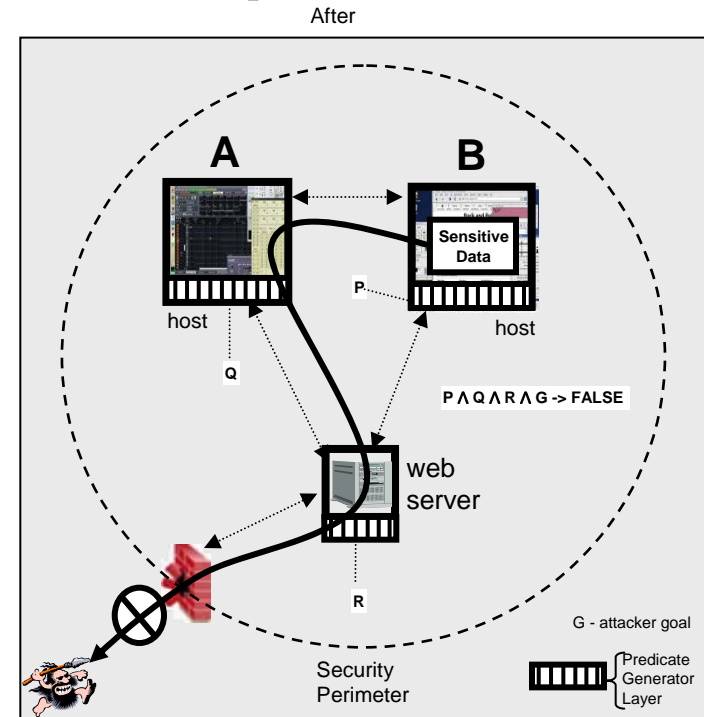 After
A
B
Sensitive
Data
P
host
host
Q
P Λ Q Λ R Λ G -> FALSE
web
server
R
G - attacker goal
Security
Perimeter
Predicate
Generator
Layer